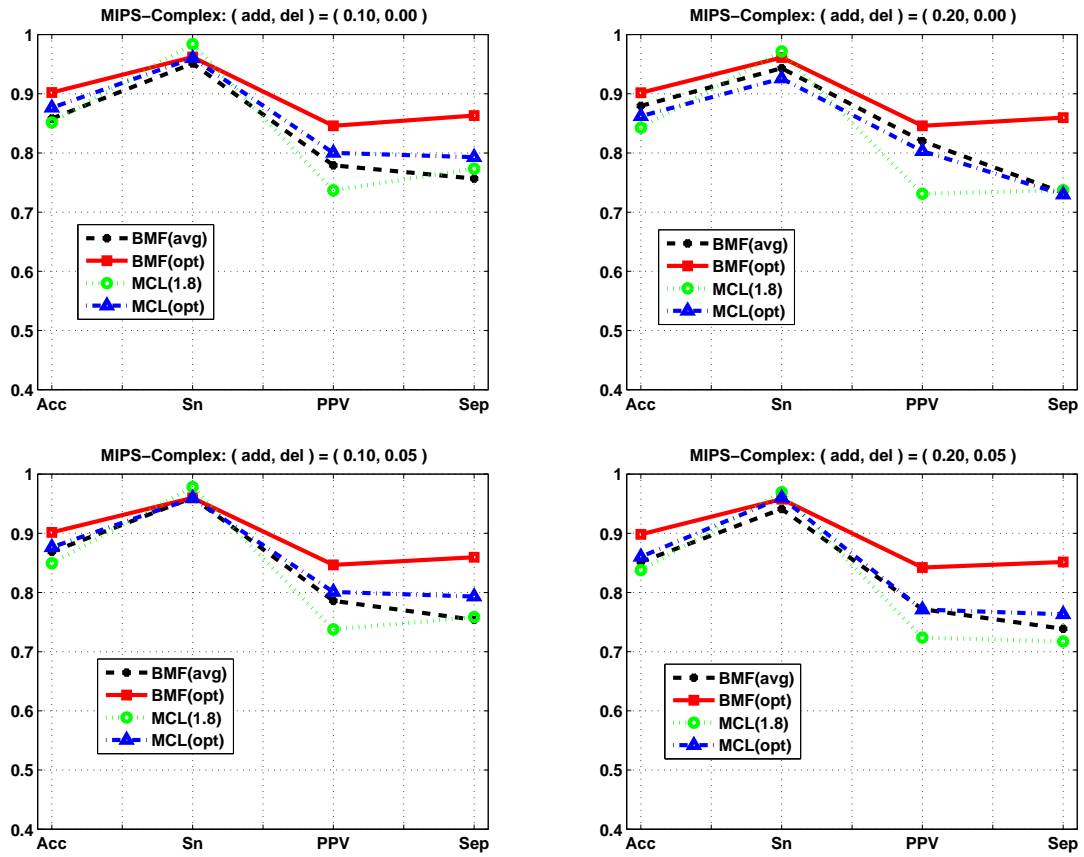 MIPS−Complex: ( add, del ) = ( 0.10, 0.00 )
1
0.9
0.8
0.7
0.6
0.5
0.4
BMF(avg)
BMF(opt)
MCL(1.8)
MCL(opt)
Acc Sn PPV Sep
MIPS−Complex: ( add, del ) = ( 0.20, 0.00 )
1
0.9
0.8
0.7
0.6
0.5
0.4
BMF(avg)
BMF(opt)
MCL(1.8)
MCL(opt)
Acc Sn PPV Sep
MIPS−Complex: ( add, del ) = ( 0.10, 0.05 )
1
0.9
0.8
0.7
0.6
0.5
0.4
BMF(avg)
BMF(opt)
MCL(1.8)
MCL(opt)
Acc Sn PPV Sep
MIPS−Complex: ( add, del ) = ( 0.20, 0.05 )
1
0.9
0.8
0.7
0.6
0.5
0.4
BMF(avg)
BMF(opt)
MCL(1.8)
MCL(opt)
Acc Sn PPV Sep